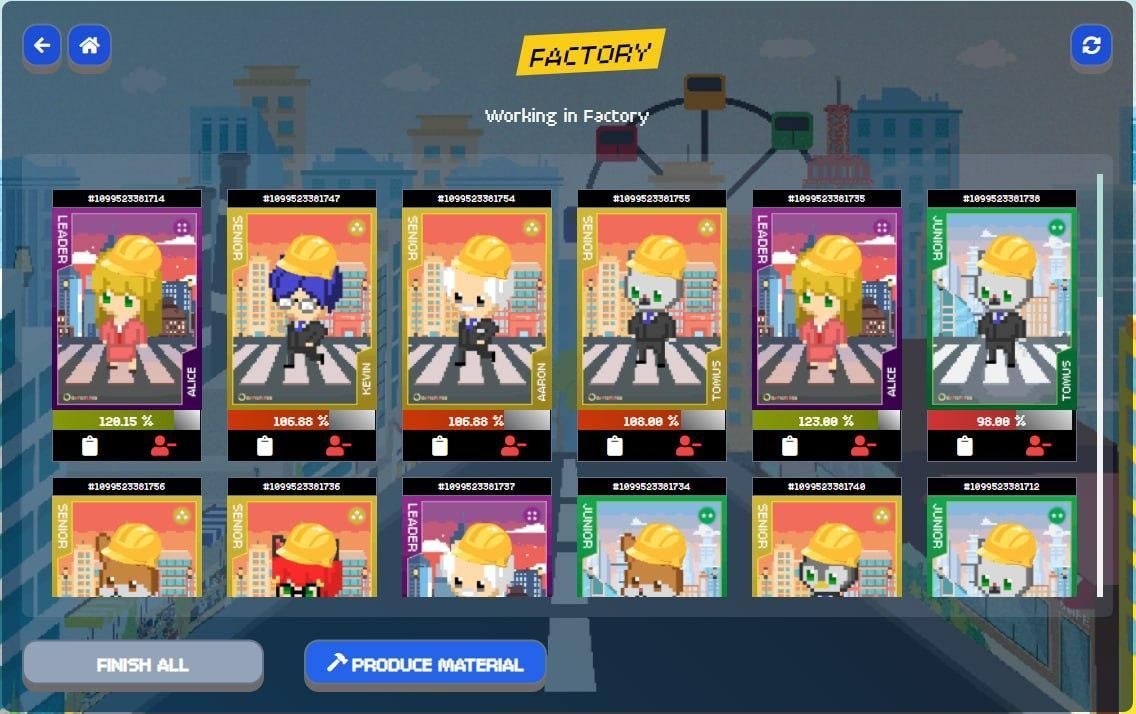 FACTORY
Working in Factory
#1099523381714
#1099523381747
#1099523381754
#1099523381755
#1099523381735
#1099523381738
LEADER
SENIOR
SENIOR
SENIOR
LEADER
JUNIOR
ALICE
KEVIN
AARON
TOMUS
ALICE
TOMUS
120.15 %
106.88 %
106.88 %
108.00 %
123.00 %
98.00 %
#1099523381756
#1099523381736
#1099523381737
#1099523381734
#1099523381740
#1099523381712
SENIOR
SENIOR
LEADER
JUNIOR
SENIOR
JUNIOR
FINISH ALL
PRODUCE MATERIAL